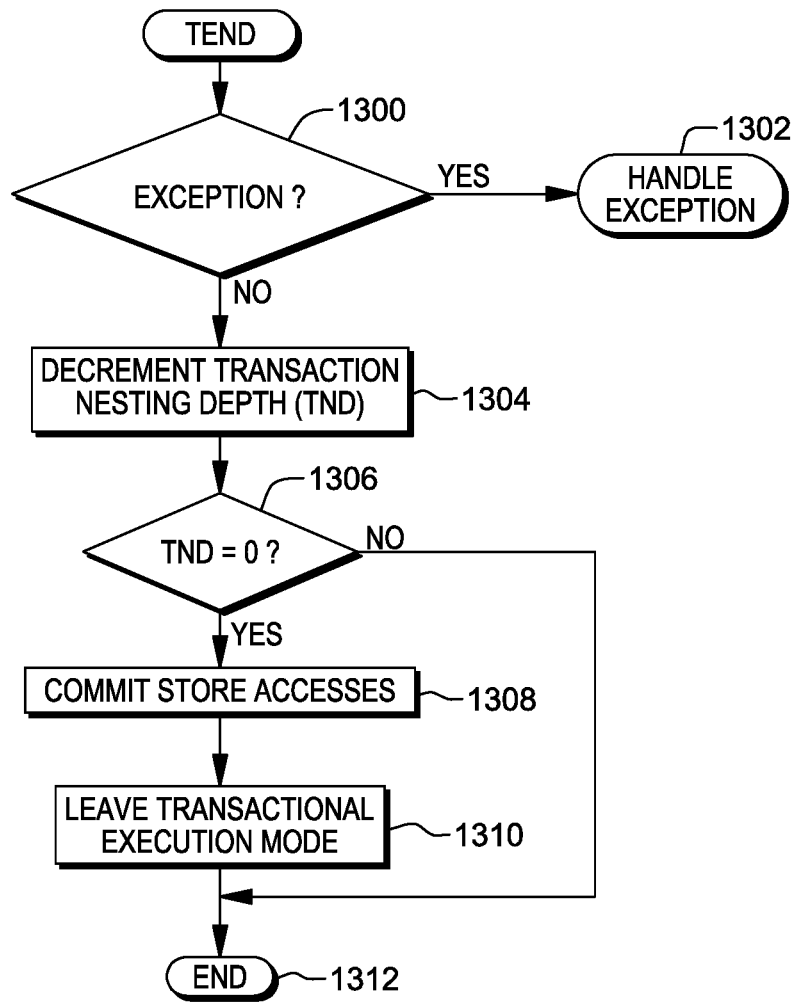 TEND
1300
EXCEPTION ?
YES
1302
HANDLE
EXCEPTION
NO
DECREMENT TRANSACTION
NESTING DEPTH (TND)
1304
1306
TND = 0 ?
NO
YES
COMMIT STORE ACCESSES
1308
LEAVE TRANSACTIONAL
EXECUTION MODE
1310
END
1312